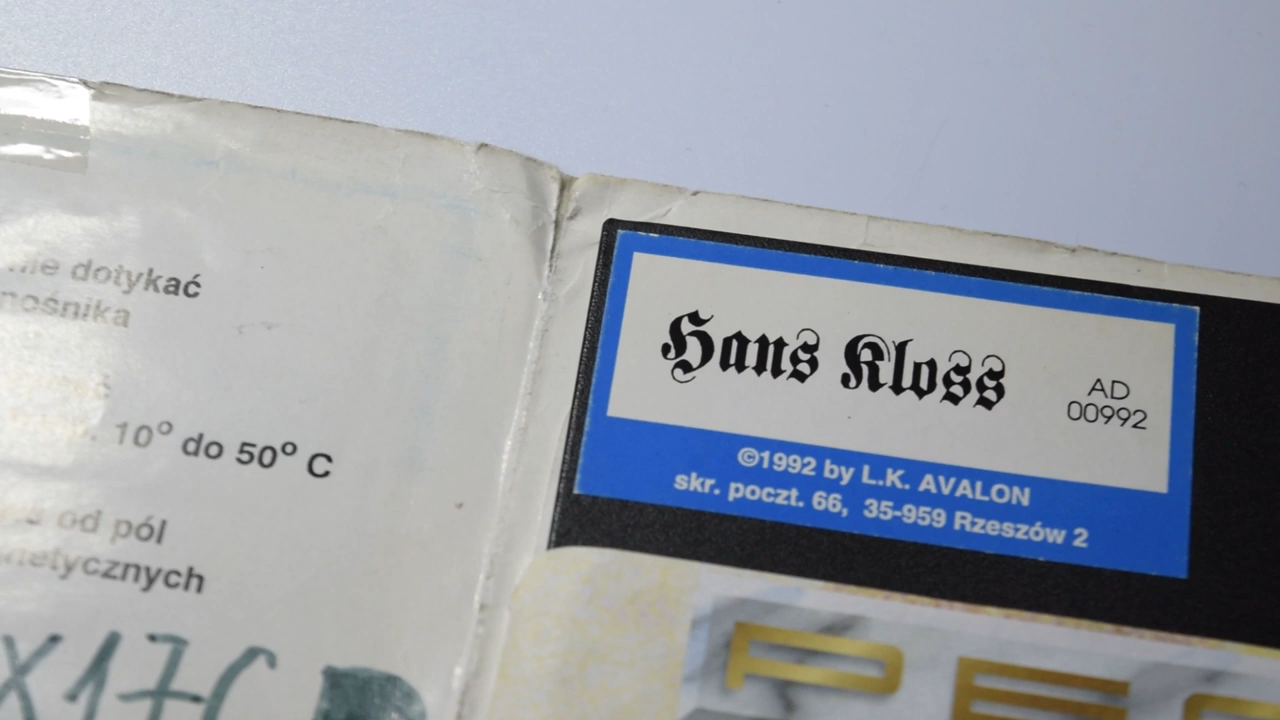 nie dotykać
nośnika
10° do 50° C
od pól
Hans Kloss
AD
00992
©1992 by L.K. AVALON
skr. poczt. 66, 35-959 Rzeszów 2